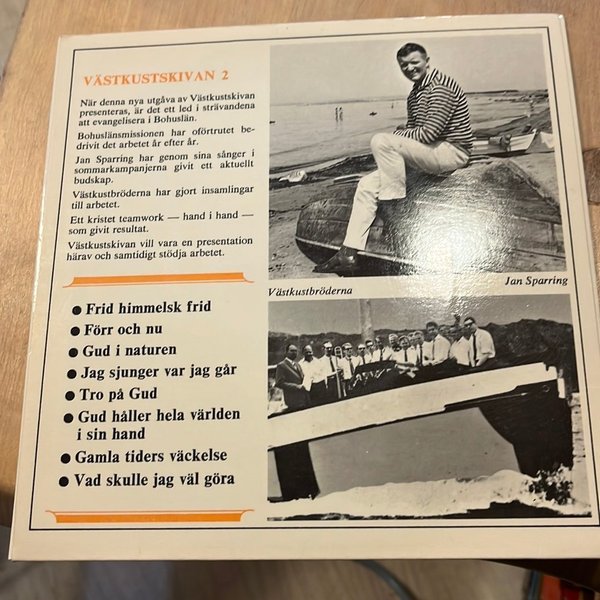 VÄSTKUSTSKIVAN 2
När denna nya utgåva av Västkustskivan
presenteras, är det ett led i strävandena
att evangelisera i Bohuslän.
Bohuslänsmissionen har oförtrutet be-
drivit det arbetet år efter år.
Jan Sparring har genom sina sånger i
sommarkampanjerna givit ett aktuellt
budskap.
Västkustbröderna har gjort insamlingar
till arbetet.
Ett kristet teamwork — hand i hand —
som givit resultat.
Västkustskivan vill vara en presentation
härav och samtidigt stödja arbetet.
● Frid himmelsk frid
● Förr och nu
● Gud i naturen
● Jag sjunger var jag går
● Tro på Gud
● Gud håller hela världen
i sin hand
● Gamla tiders väckelse
● Vad skulle jag väl göra
Jan Sparring
Västkustbröderna